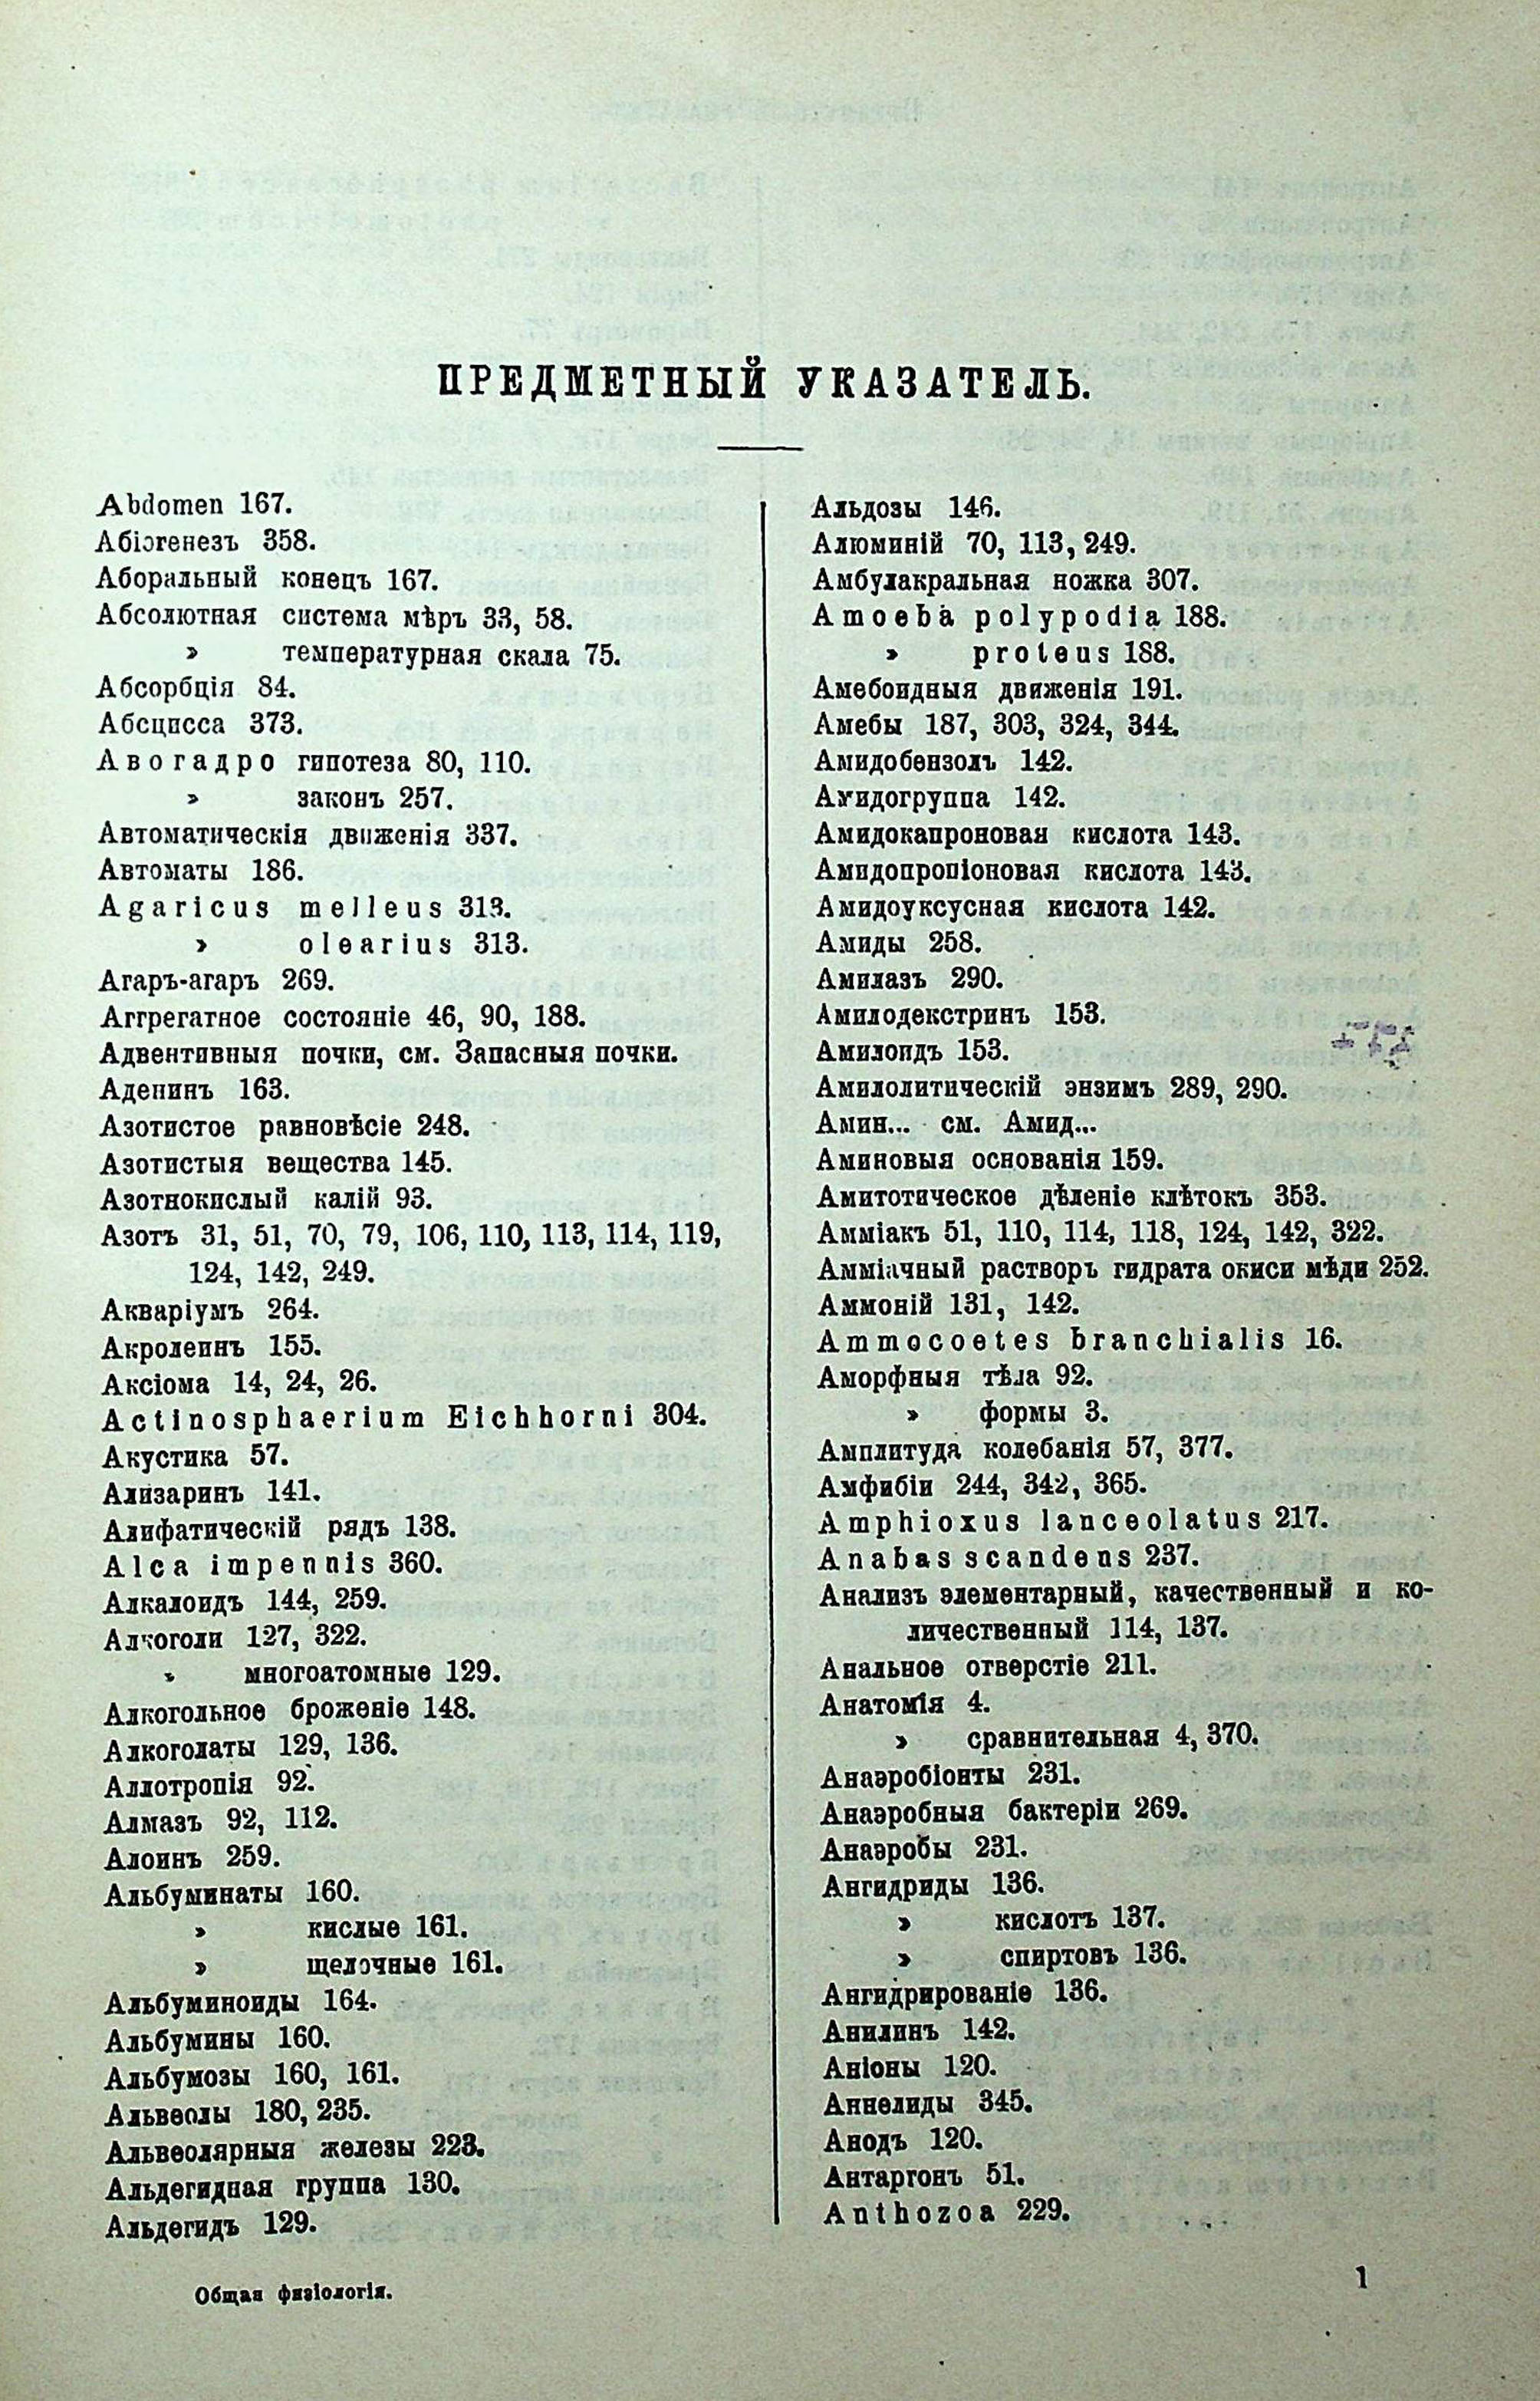 ПРЕДМЕТНЫЙ УКАЗАТЕЛЬ.
Abdomen 167.
Абіогенезъ 358.
Аборальный конецъ 167.
Абсолютная система мѣръ 33, 58.
» температурная скала 75.
Абсорбція 84.
Абсцисса 373.
Авогадро гипотеза 80, 110.
» законъ 257.
Автоматическія движенія 337.
Автоматы 186.
Agaricus melleus 313.
» olearius 313.
Агаръ-агаръ 269.
Аггрегатное состояніе 46, 90, 188.
Адвентивныя почки, см. Запасныя почки.
Аденинъ 163.
Азотистое равновѣсіе 248.
Азотистыя вещества 145.
Азотнокислый калій 93.
Азотъ 31, 51, 70, 79, 106, 110, 113, 114, 119,
124, 142, 249.
Акваріумъ 264.
Акролеинъ 155.
Аксіома 14, 24, 26.
Actinosphaerium Eichhorni 304.
Акустика 57.
Ализаринъ 141.
Алифатическій рядъ 138.
Alca impennis 360.
Алкалоидъ 144, 259.
Алкоголи 127, 322.
» многоатомные 129.
Алкогольное броженіе 148.
Алкоголаты 129, 136.
Аллотропія 92.
Алмазъ 92, 112.
Алоинъ 259.
Альбуминаты 160.
» кислые 161.
» щелочные 161.
Альбуминоиды 164.
Альбумины 160.
Альбумозы 160, 161.
Альвеолы 180, 235.
Альвеолярныя железы 223.
Альдегидная группа 130.
Альдегидъ 129.
Альдозы 146.
Алюминій 70, 113, 249.
Амбулакральная ножка 307.
Amoeba polypodia 188.
» proteus 188.
Амебоидныя движенія 191.
Амебы 187, 303, 324, 344.
Амидобензолъ 142.
Амидогруппа 142.
Амидокапроновая кислота 143.
Амидопропіоновая кислота 143.
Амидоуксусная кислота 142.
Амиды 258.
Амилазъ 290.
Амилодекстринъ 153.
Амилоидъ 153.
Амилолитическій энзимъ 289, 290.
Амин... см. Амид...
Аминовыя основанія 159.
Амитотическое дѣленіе клѣтокъ 353.
Амміакъ 51, 110, 114, 118, 124, 142, 322.
Амміачный растворъ гидрата окиси мѣди 252.
Аммоній 131, 142.
Ammocoetes branchialis 16.
Аморфныя тѣла 92.
» формы 3.
Амплитуда колебанія 57, 377.
Амфибіи 244, 342, 365.
Amphioxus lanceolatus 217.
Anabas scandens 237.
Анализъ элементарный, качественный и ко-
личественный 114, 137.
Анальное отверстіе 211.
Анатомія 4.
» сравнительная 4, 370.
Анаэробіонты 231.
Анаэробныя бактеріи 269.
Анаэробы 231.
Ангидриды 136.
» кислотъ 137.
» спиртовъ 136.
Ангидрированіе 136.
Анилинъ 142.
Аніоны 120.
Аннелиды 345.
Анодъ 120.
Антаргонъ 51.
Anthozoa 229.
Общая физіологія.
1